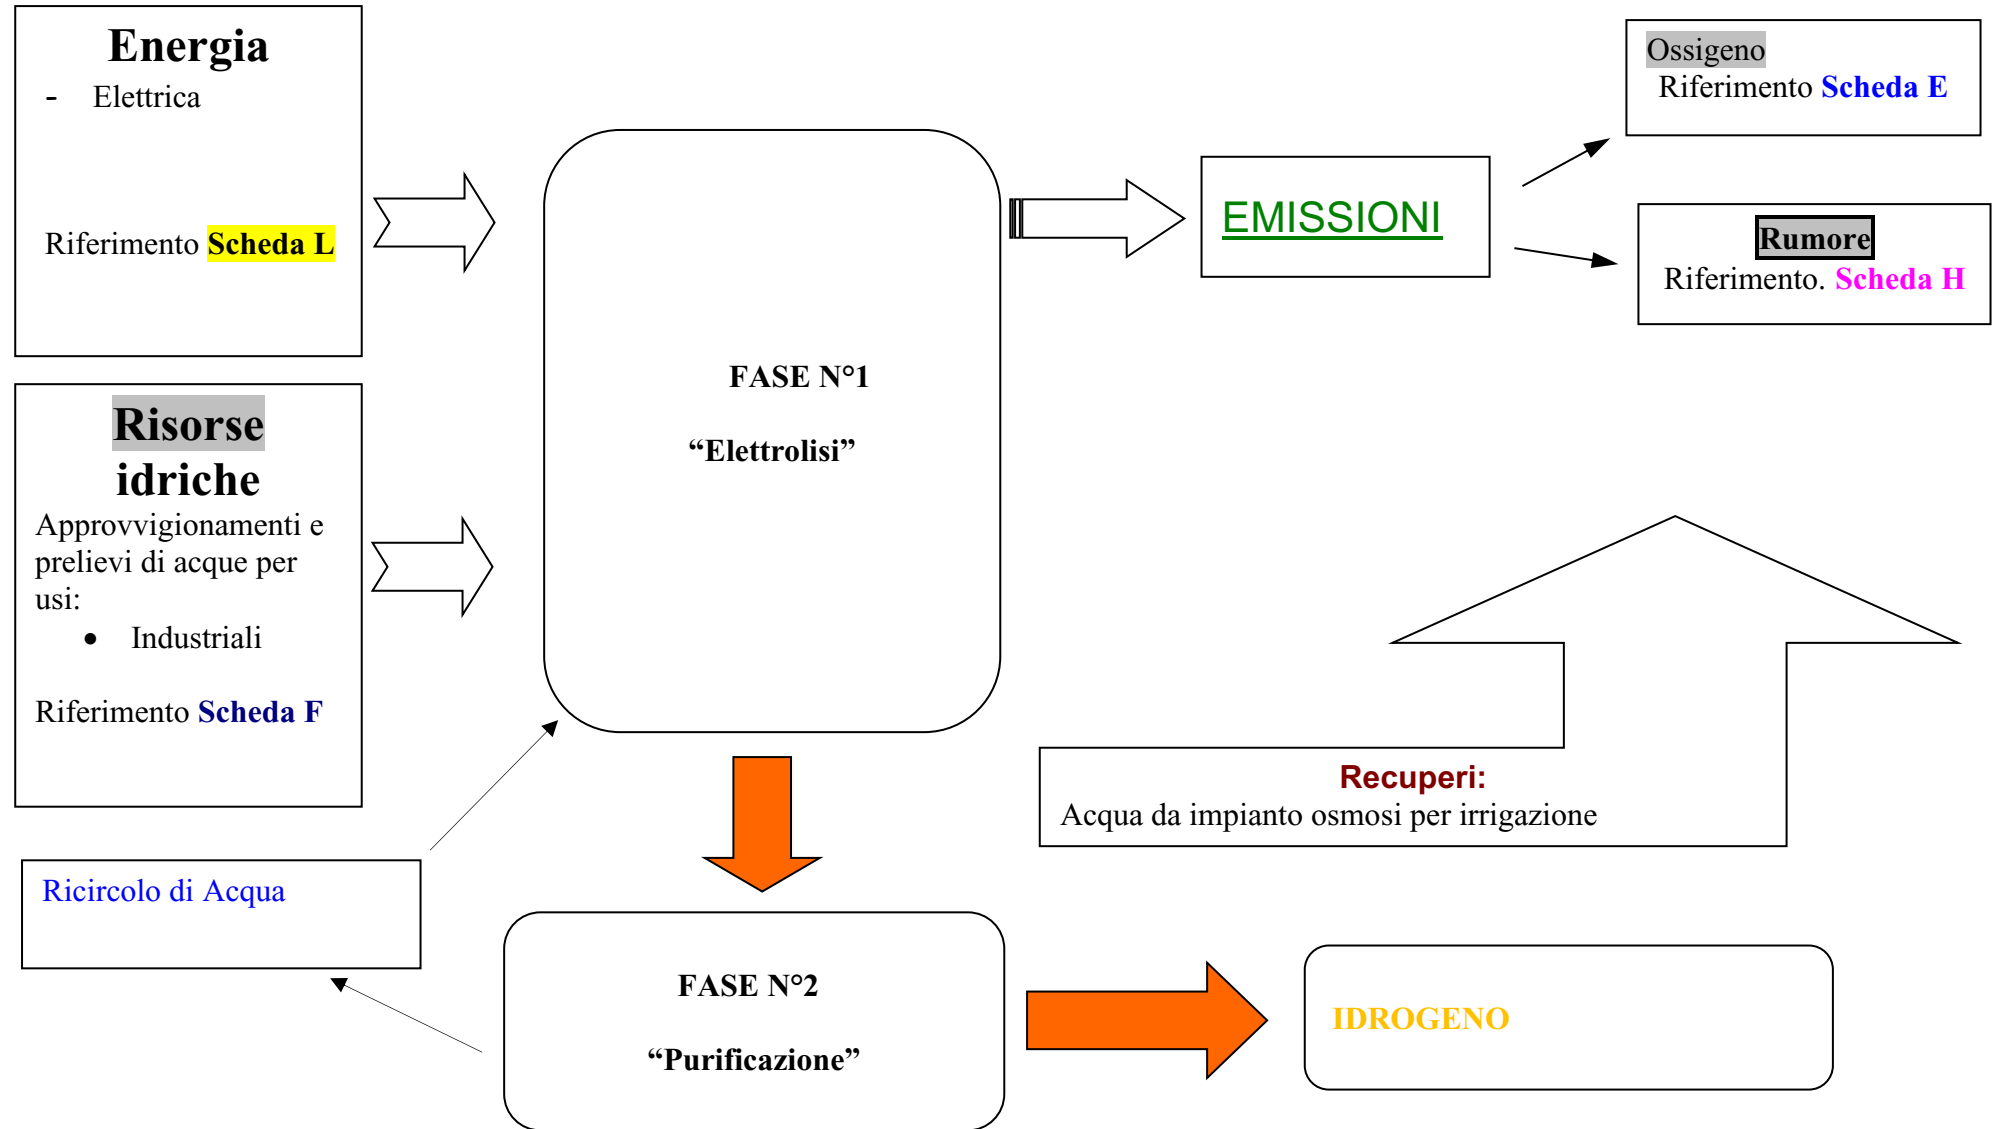 Energia
- Elettrica
Riferimento Scheda L
Risorse
idriche
Approvvigionamenti e
prelievi di acque per
usi:
• Industriali
Riferimento Scheda F
Ricircolo di Acqua
FASE N°1
“Elettrolisi”
FASE N°2
“Purificazione”
EMISSIONI
Ossigeno
Riferimento Scheda E
Rumore
Riferimento. Scheda H
Recuperi:
Acqua da impianto osmosi per irrigazione
IDROGENO